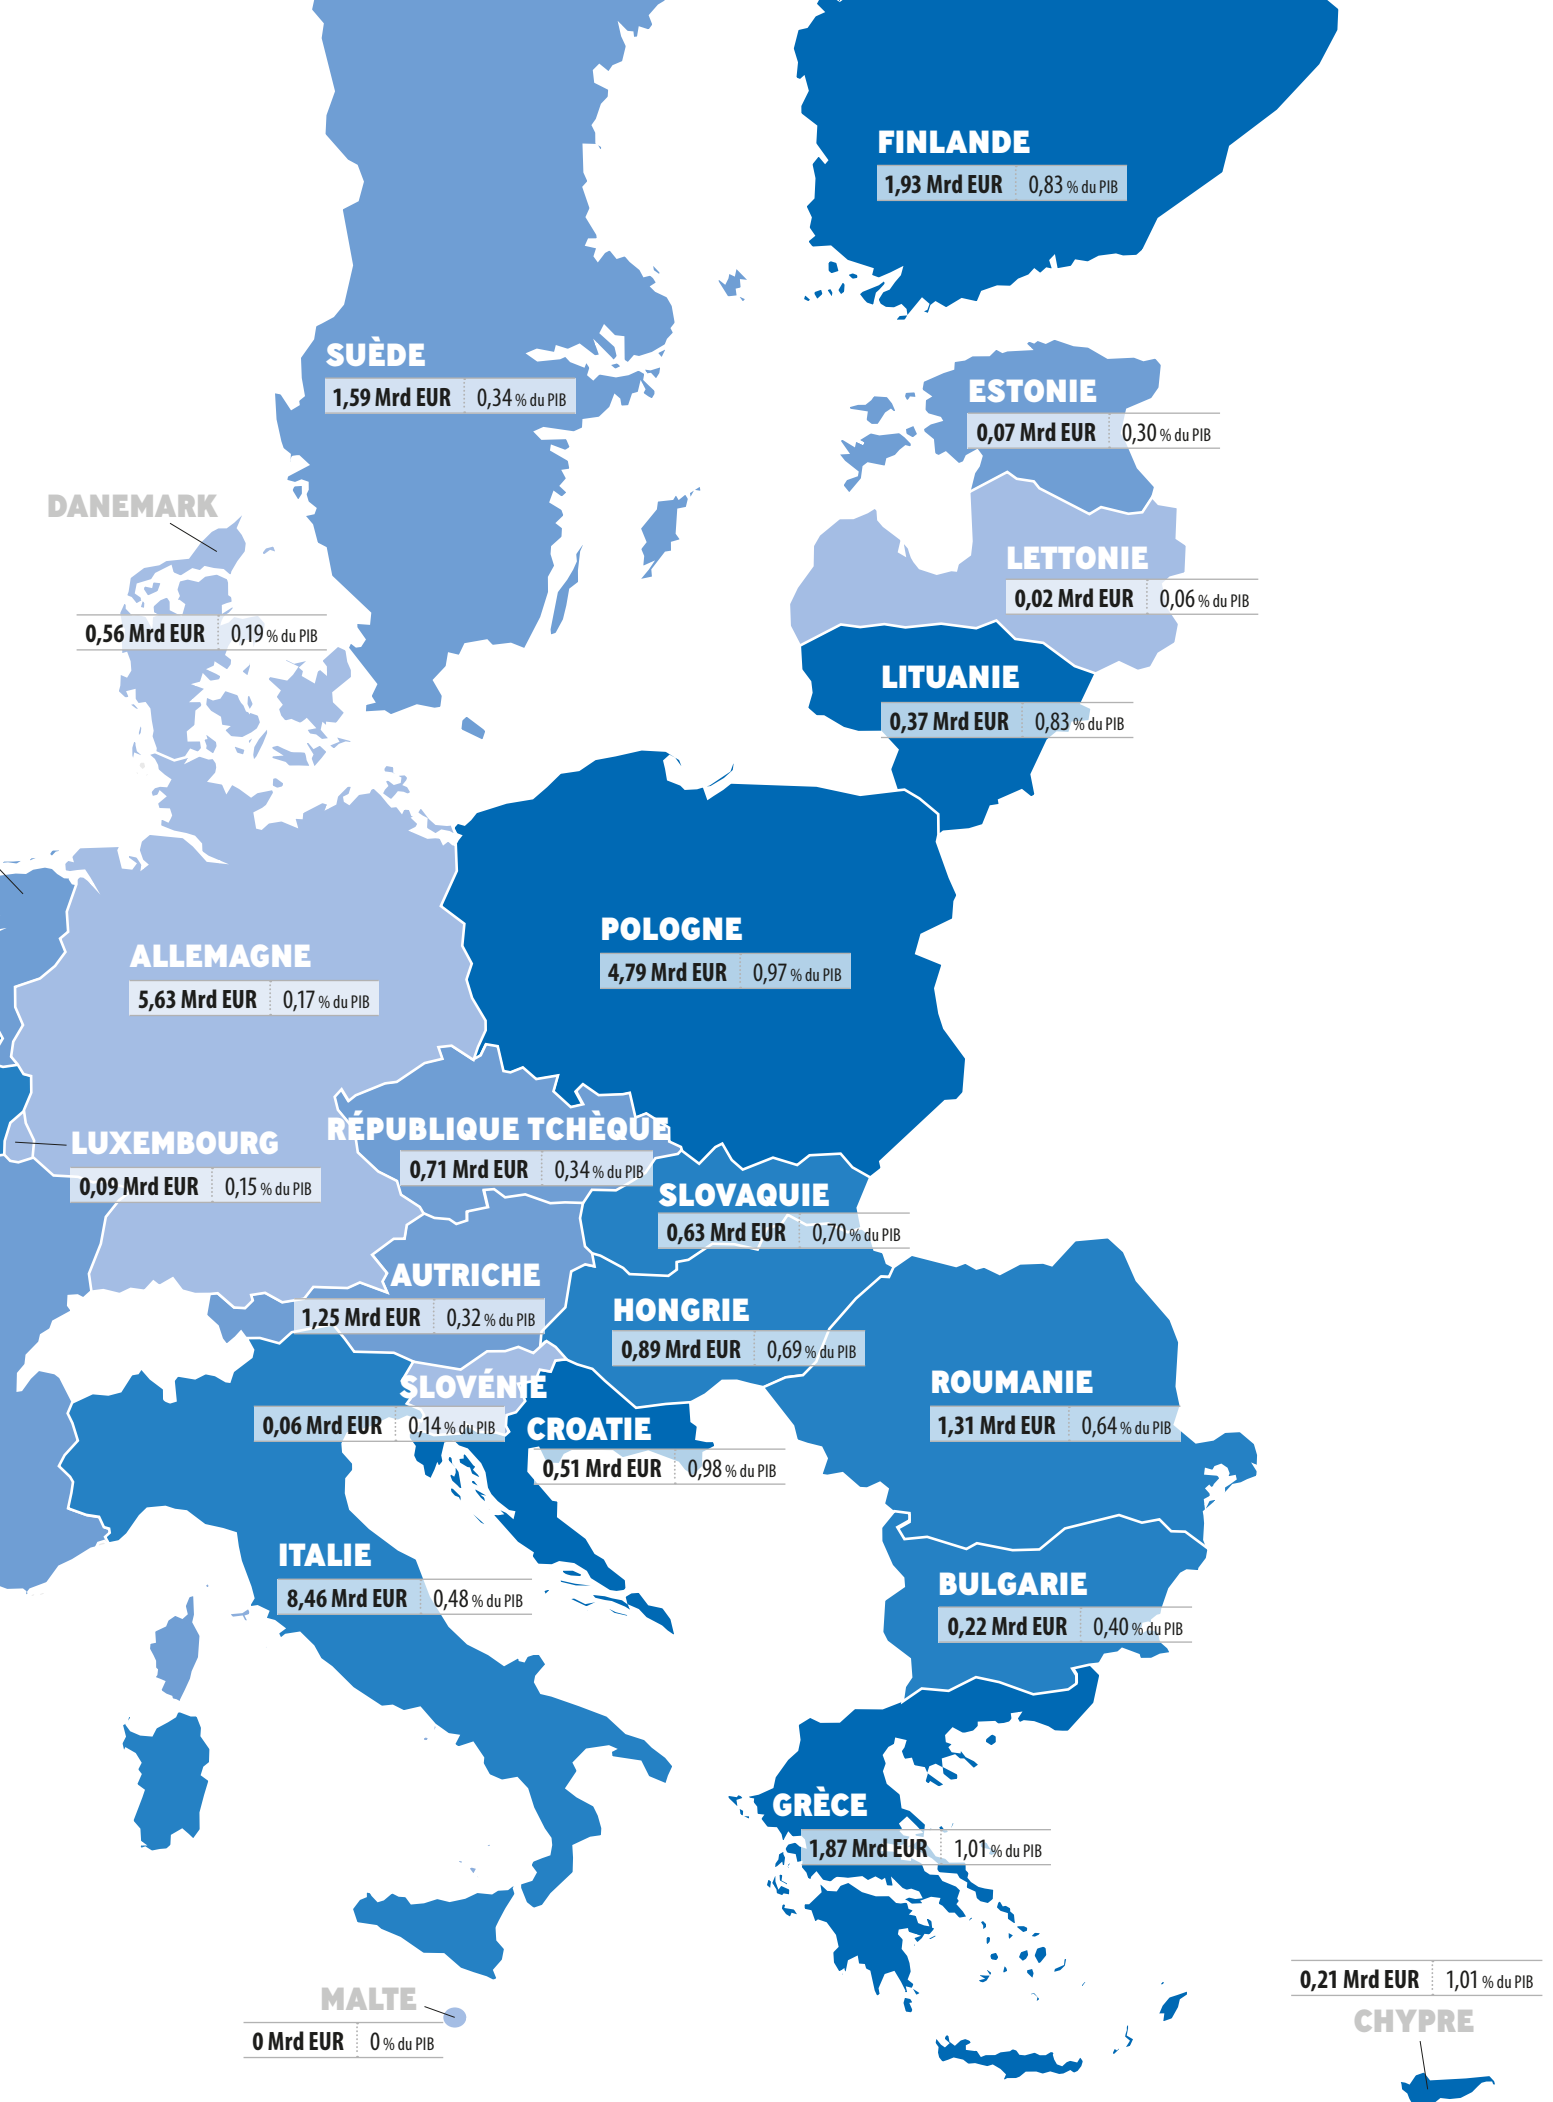 FINLANDE
1,93 Mrd EUR 0,83 % du PIB
SUÈDE
1,59 Mrd EUR 0,34 % du PIB
ESTONIE
0,07 Mrd EUR 0,30 % du PIB
DANEMARK
0,56 Mrd EUR 0,19 % du PIB
LETTONIE
0,02 Mrd EUR 0,06 % du PIB
LITUANIE
0,37 Mrd EUR 0,83 % du PIB
POLOGNE
4,79 Mrd EUR 0,97 % du PIB
ALLEMAGNE
5,63 Mrd EUR 0,17 % du PIB
RÉPUBLIQUE TCHÈQUE
0,71 Mrd EUR 0,34 % du PIB
LUXEMBOURG
0,09 Mrd EUR 0,15 % du PIB
SLOVAQUIE
0,63 Mrd EUR 0,70 % du PIB
AUTRICHE
1,25 Mrd EUR 0,32 % du PIB
HONGRIE
0,89 Mrd EUR 0,69 % du PIB
ROUMANIE
1,31 Mrd EUR 0,64 % du PIB
SLOVÉNIE
0,06 Mrd EUR 0,14 % du PIB
CROATIE
0,51 Mrd EUR 0,98 % du PIB
ITALIE
8,46 Mrd EUR 0,48 % du PIB
BULGARIE
0,22 Mrd EUR 0,40 % du PIB
GRÈCE
1,87 Mrd EUR 1,01 % du PIB
MALTE
0 Mrd EUR 0 % du PIB
0,21 Mrd EUR 1,01 % du PIB
CHYPRE